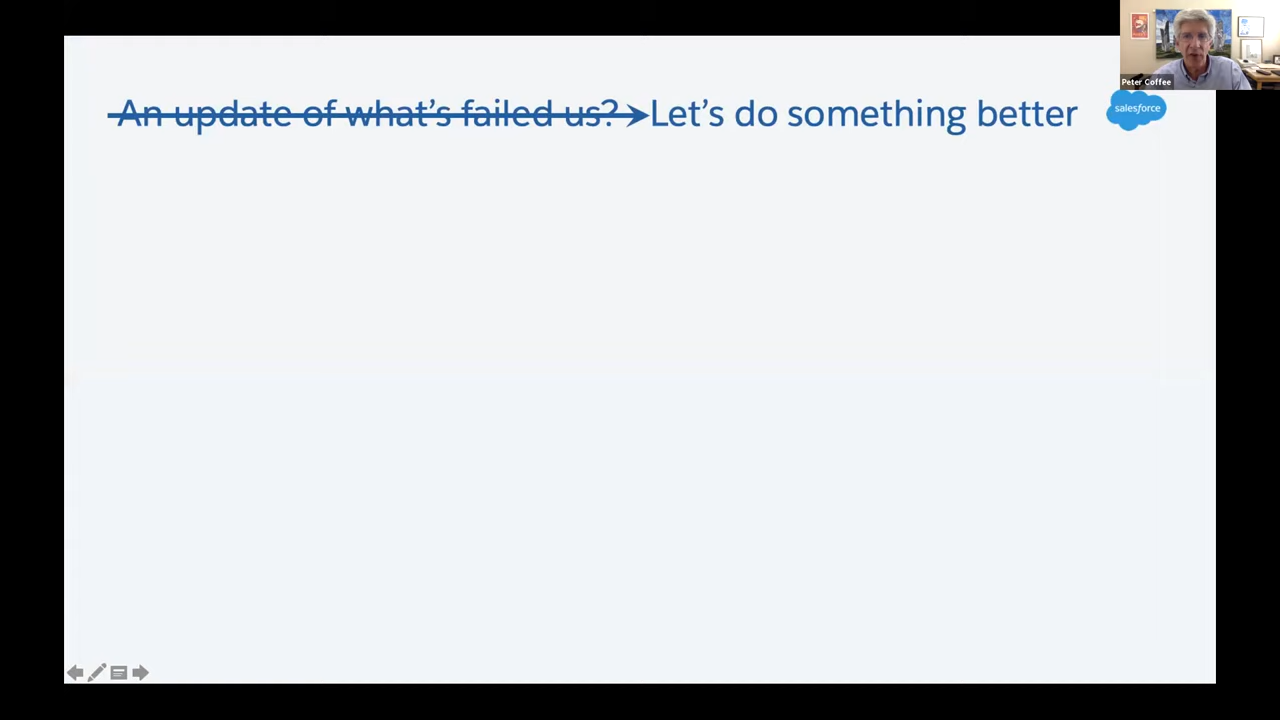 An update of what's failed us? Let's do something better
salesforce
Peter Coffee